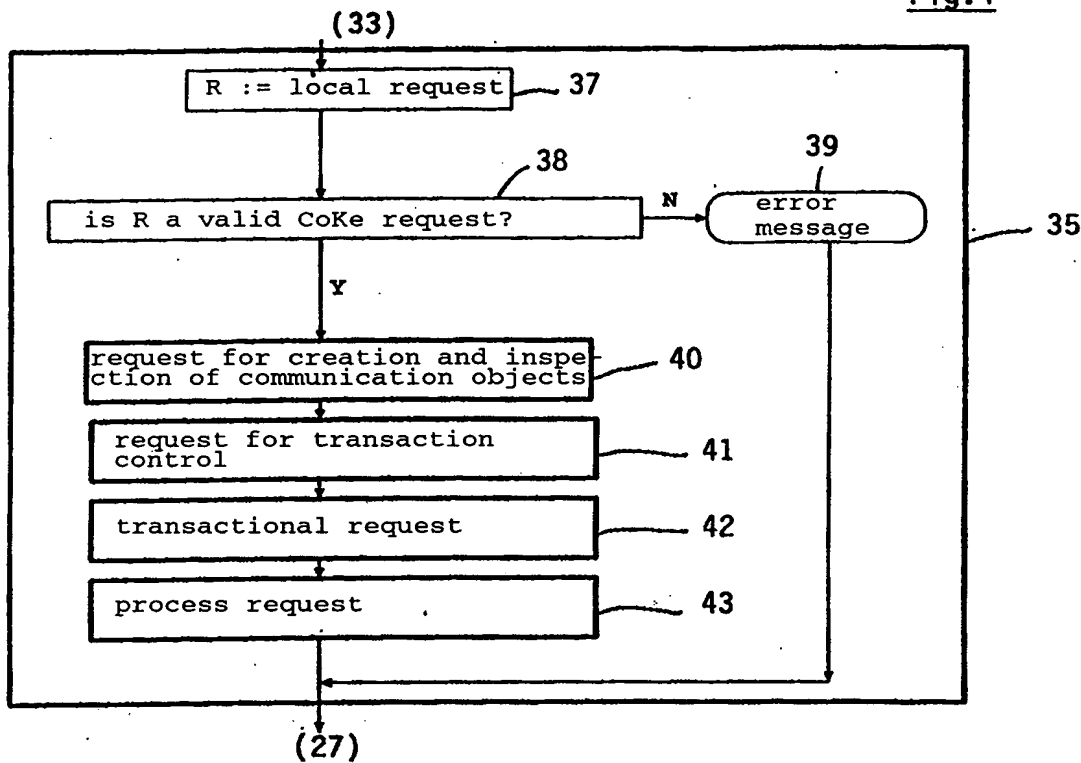 (33)
R := local request
37
38
39
is R a valid CoKe request?
N
error
message
35
Y
request for creation and inspe
ction of communication objects
40
request for transaction
control
41
transactional request
42
process request
43
(27)